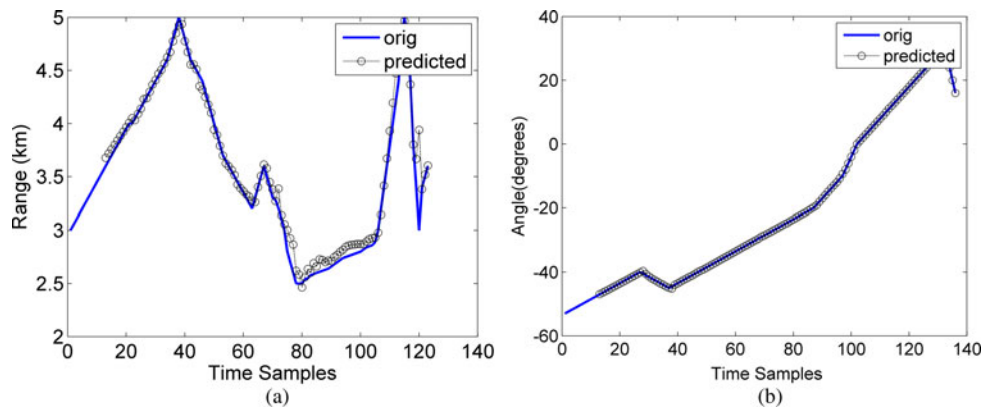 5
4.5
4
3.5
3
2.5
2
Range (km)
0 20 40 60 80 100 120 140
Time Samples
orig
predicted
(a)
40
20
0
-20
-40
-60
Angle(degrees)
0 20 40 60 80 100 120 140
Time Samples
orig
predicted
(b)